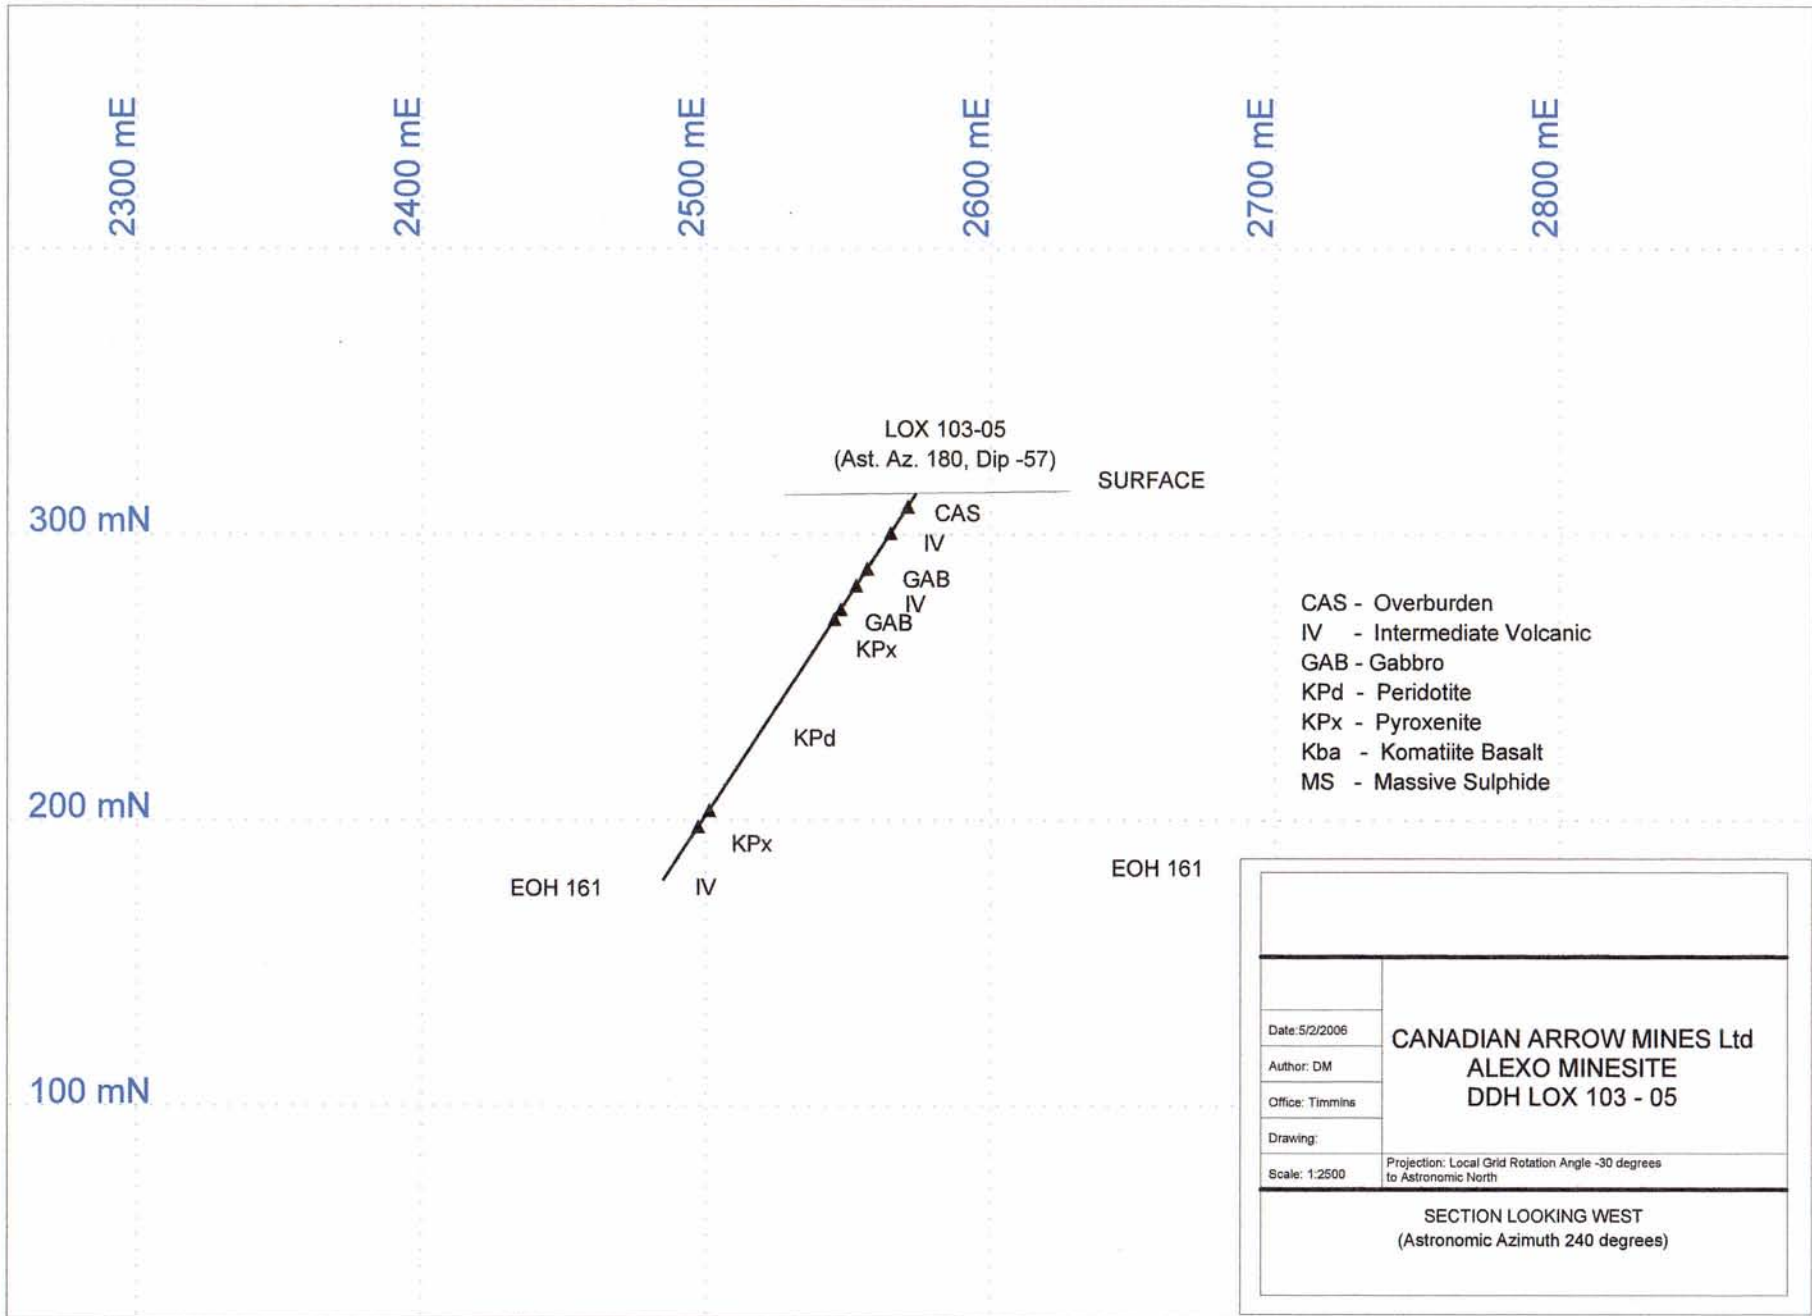 2300 mE
2400 mE
2500 mE
2600 mE
2700 mE
2800 mE
LOX 103-05
(Ast. Az. 180, Dip -57)
SURFACE
300 mN
CAS
IV
GAB
IV
GAB
KPx
KPd
200 mN
KPx
EOH 161
IV
EOH 161
100 mN
CAS - Overburden
IV - Intermediate Volcanic
GAB - Gabbro
KPd - Peridotite
KPx - Pyroxenite
Kba - Komatiite Basalt
MS - Massive Sulphide
Date:5/2/2006
Author: DM
Office: Timmins
Drawing:
Scale: 1:2500
CANADIAN ARROW MINES Ltd
ALEXO MINESITE
DDH LOX 103 - 05
Projection: Local Grid Rotation Angle -30 degrees
to Astronomic North
SECTION LOOKING WEST
(Astronomic Azimuth 240 degrees)